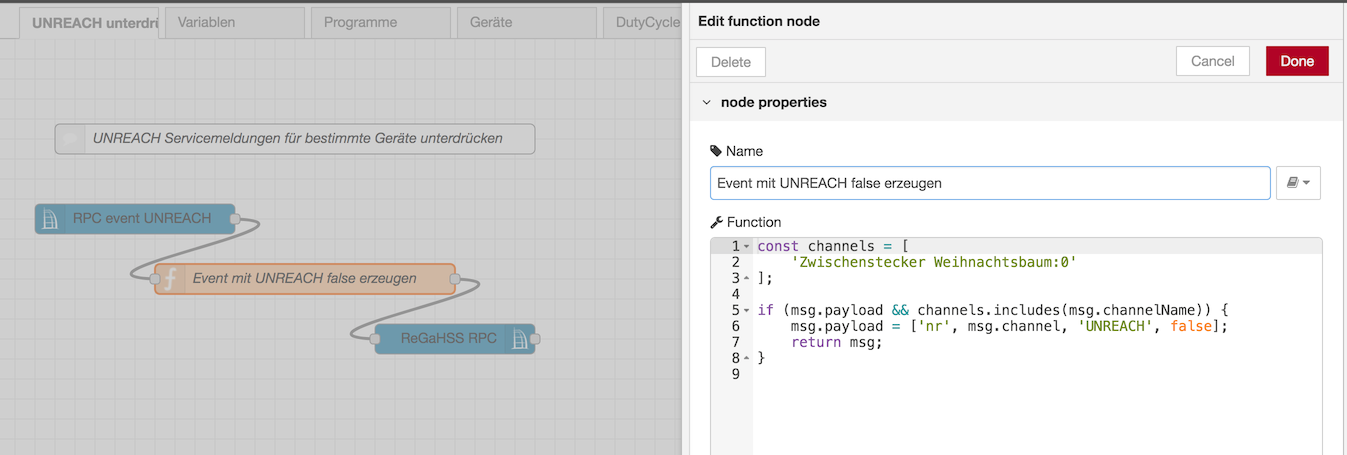 UNREACH unterdrü
Variablen
Programme
Geräte
DutyCycle
UNREACH Servicemeldungen für bestimmte Geräte unterdrücken
RPC event UNREACH
Event mit UNREACH false erzeugen
ReGaHSS RPC
Edit function node
Delete
Cancel
Done
node properties
Name
Event mit UNREACH false erzeugen
Function
1 const channels = [
2     'Zwischenstecker Weihnachtsbaum:0'
3 ];
4
5 if (msg.payload && channels.includes(msg.channelName)) {
6     msg.payload = ['nr', msg.channel, 'UNREACH', false];
7     return msg;
8 }
9